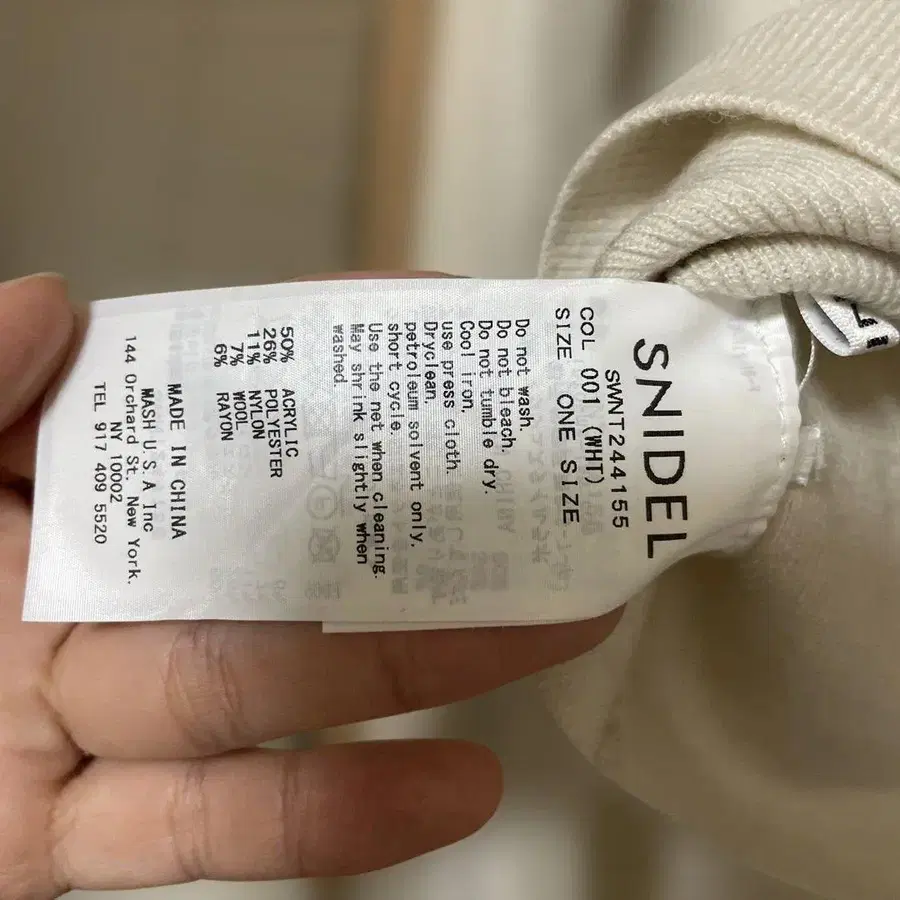 SNIDEL
SWNT244155
COL 001 (WHT)
SIZE ONE SIZE
Do not wash.
Do not bleach.
Do not tumble dry.
Cool iron.
use press cloth.
Dryclean.
petroleum solvent only.
short cycle.
Use the net when cleaning.
May shrink slightly when
washed.
50% ACRYLIC
26% POLYESTER
11% NYLON
7% WOOL
6% RAYON
MADE IN CHINA
MASH U.S.A Inc
144 Orchard St. New York.
NY 10002
TEL 917 409 5520